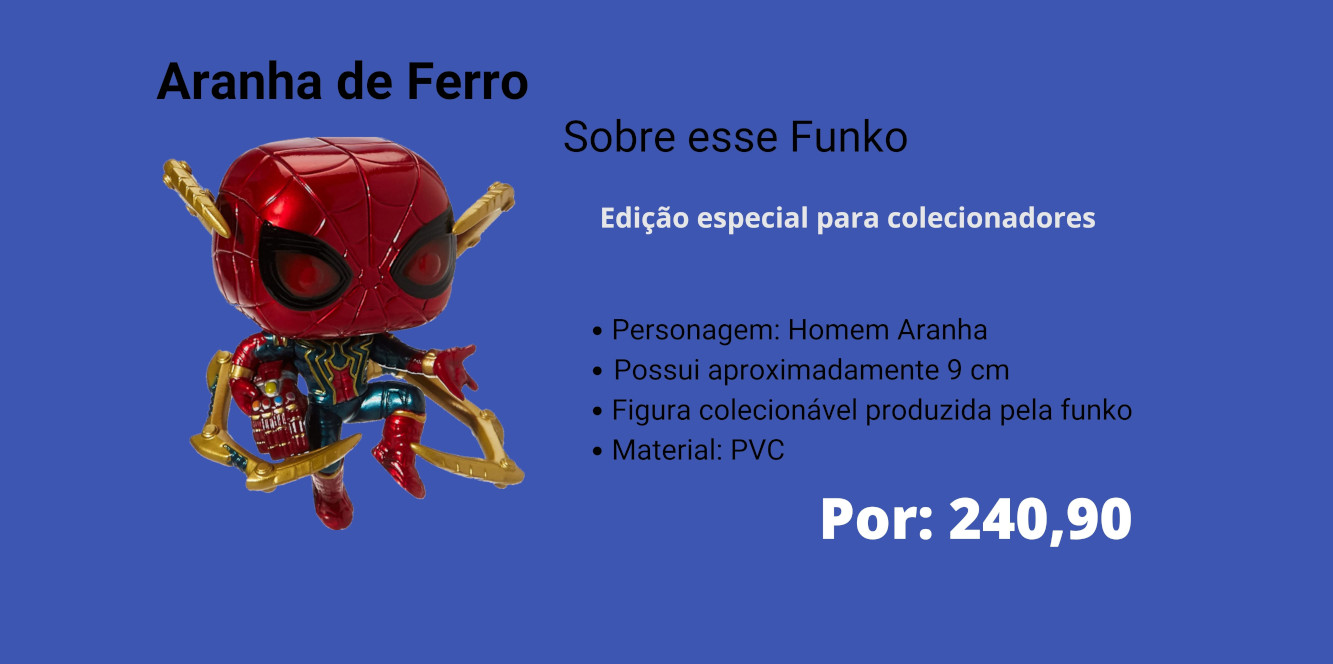 Aranha de Ferro
Sobre esse Funko
Edição especial para colecionadores
• Personagem: Homem Aranha
• Possui aproximadamente 9 cm
• Figura colecionável produzida pela funko
• Material: PVC
Por: 240,90